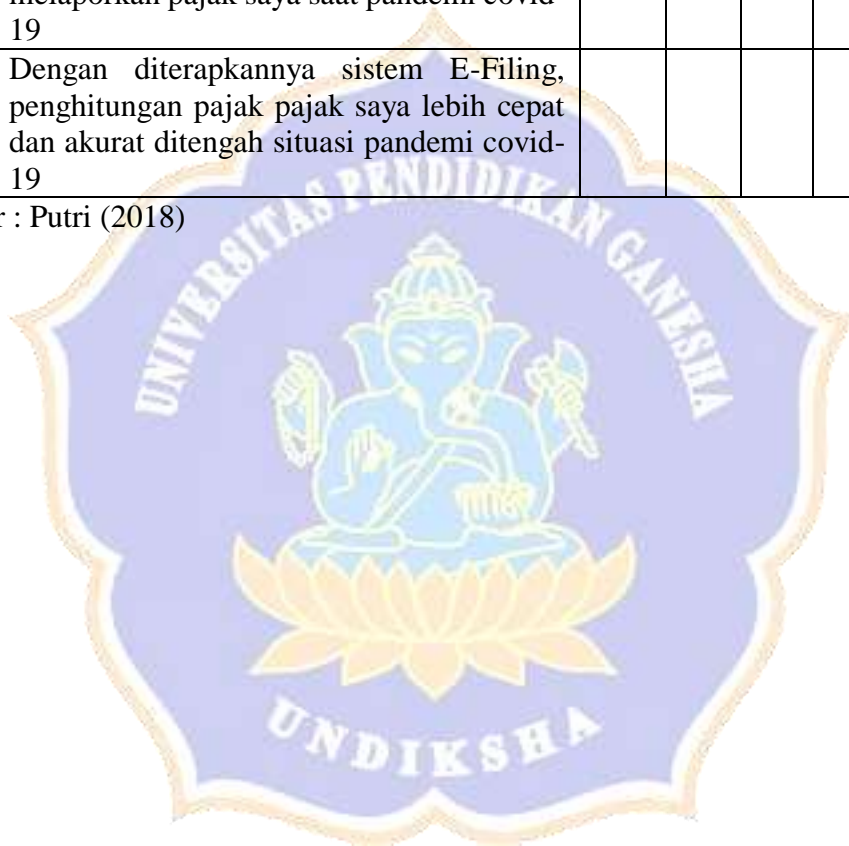 melaporkan pajak saya saat pandemi covid-
19
Dengan diterapkannya sistem E-Filing,
penghitungan pajak pajak saya lebih cepat
dan akurat ditengah situasi pandemi covid-
19
r : Putri (2018)
UNIVERSITAS PENDIDIKAN GANESHA
UNDIKSHA